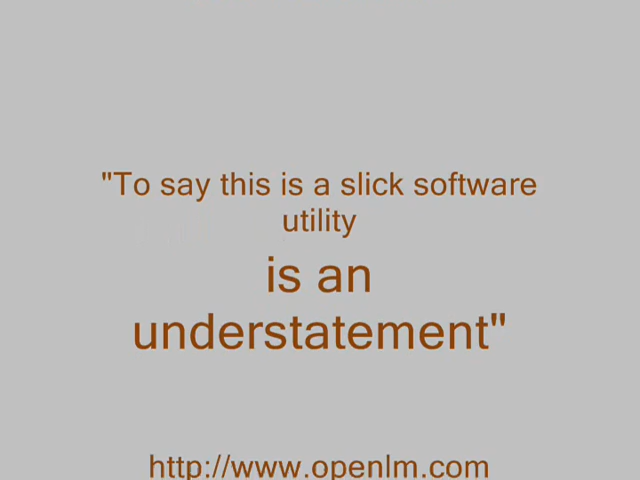 "To say this is a slick software
utility
is an
understatement"
http://www.openlm.com